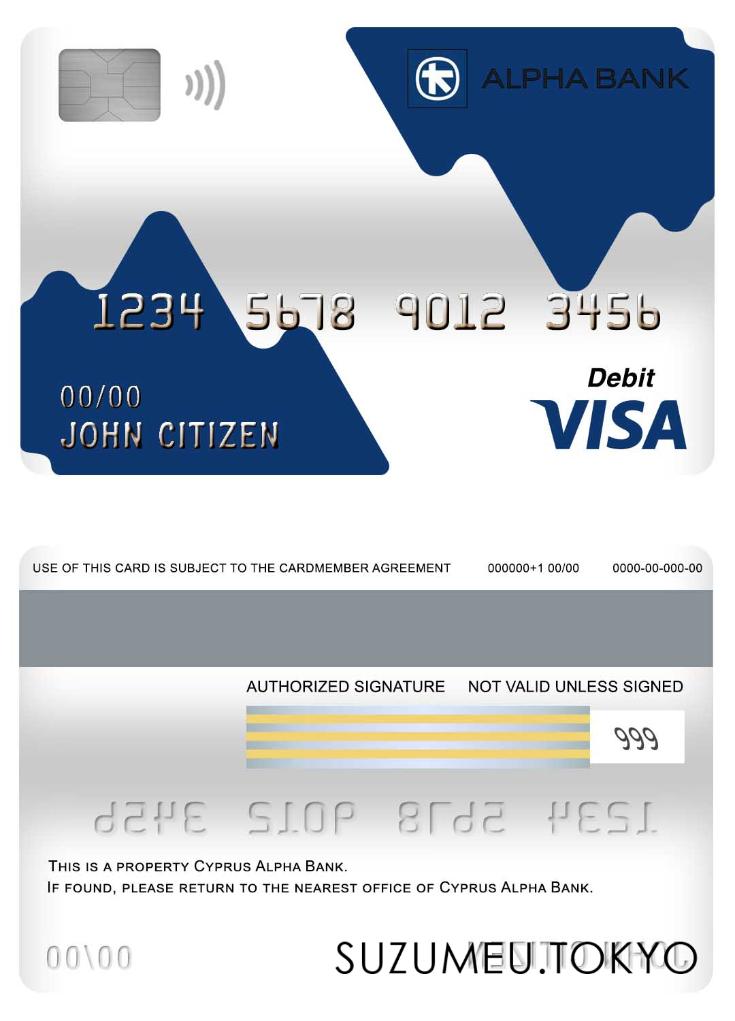 ALPHA BANK
1234 5678 9012 3456
00/00
Debit
JOHN CITIZEN
VISA
USE OF THIS CARD IS SUBJECT TO THE CARDMEMBER AGREEMENT 000000+1 00/00 0000-00-000-00
AUTHORIZED SIGNATURE NOT VALID UNLESS SIGNED
999
1234 5678 9012 3456
THIS IS A PROPERTY CYPRUS ALPHA BANK.
IF FOUND, PLEASE RETURN TO THE NEAREST OFFICE OF CYPRUS ALPHA BANK.
00/00 JOHN CITIZEN
SUZUMEU.TOKYO